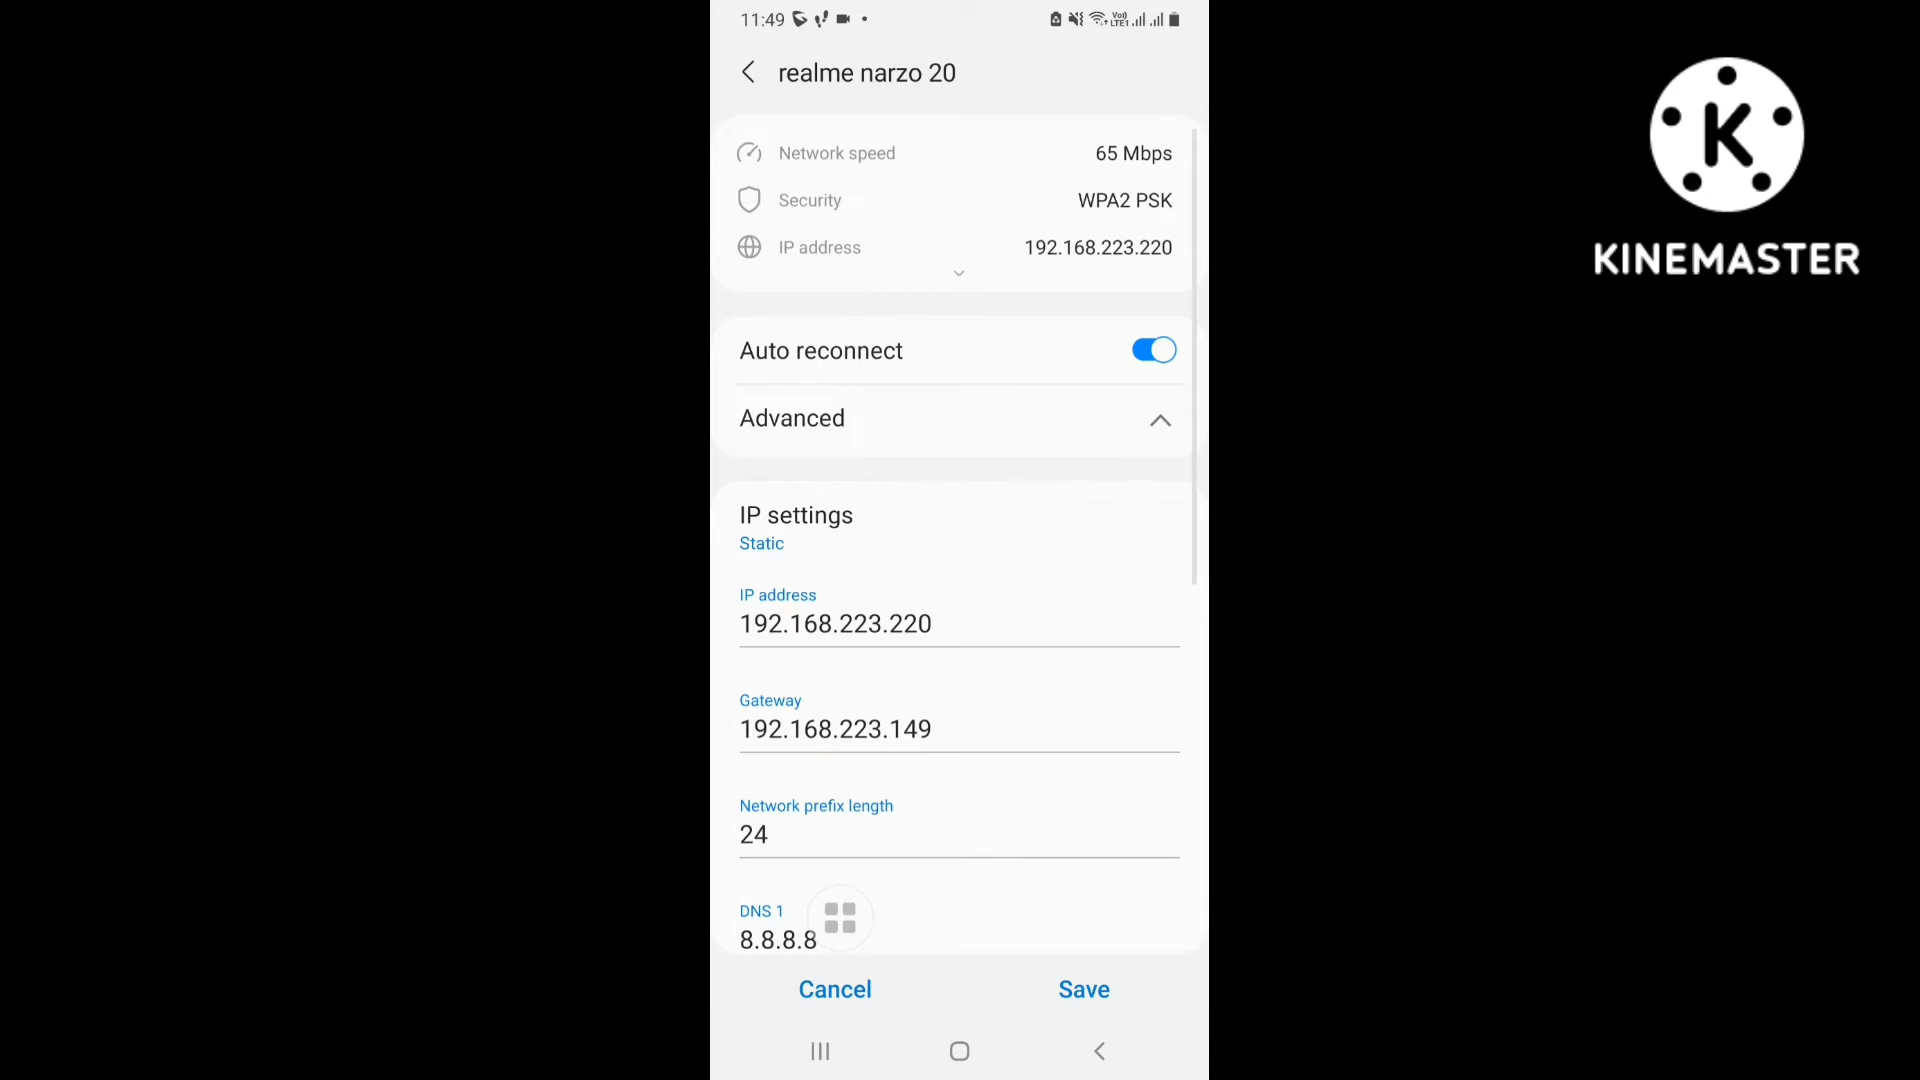 11:49
Vo)) LTE1
realme narzo 20
Network speed 65 Mbps
Security WPA2 PSK
IP address 192.168.223.220
Auto reconnect
Advanced
IP settings
Static
IP address
192.168.223.220
Gateway
192.168.223.149
Network prefix length
24
DNS 1
8.8.8.8
Cancel Save
K
KINEMASTER